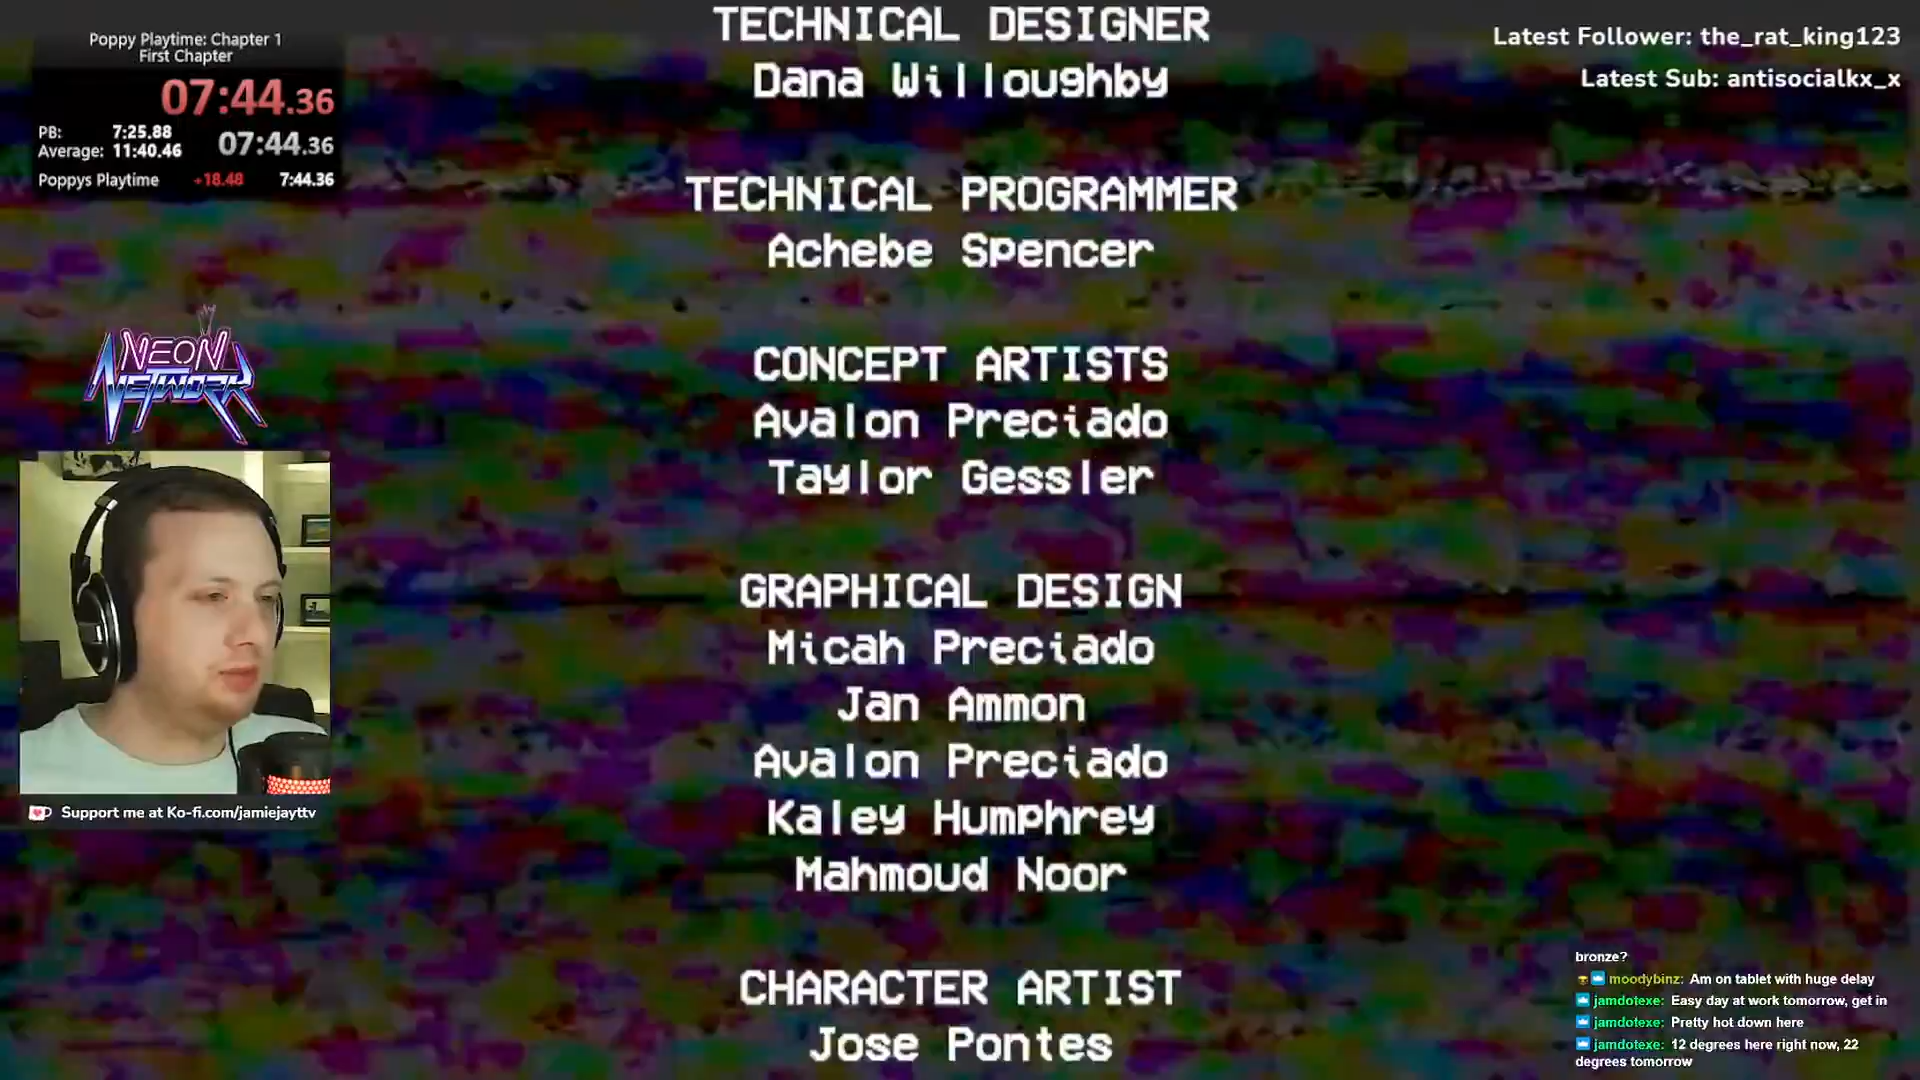 Poppy Playtime: Chapter 1
First Chapter
07:44.36
PB: 7:25.88
Average: 11:40.46
07:44.36
Poppys Playtime +18.48 7:44.36
NEON
NETWORK
Support me at Ko-fi.com/jamiejayttv
TECHNICAL DESIGNER
Dana Willoughby
TECHNICAL PROGRAMMER
Achebe Spencer
CONCEPT ARTISTS
Avalon Preciado
Taylor Gessler
GRAPHICAL DESIGN
Micah Preciado
Jan Ammon
Avalon Preciado
Kaley Humphrey
Mahmoud Noor
CHARACTER ARTIST
Jose Pontes
Latest Follower: the_rat_king123
Latest Sub: antisocialkx_x
bronze?
moodybinz: Am on tablet with huge delay
jamdotexe: Easy day at work tomorrow, get in
jamdotexe: Pretty hot down here
jamdotexe: 12 degrees here right now, 22
degrees tomorrow